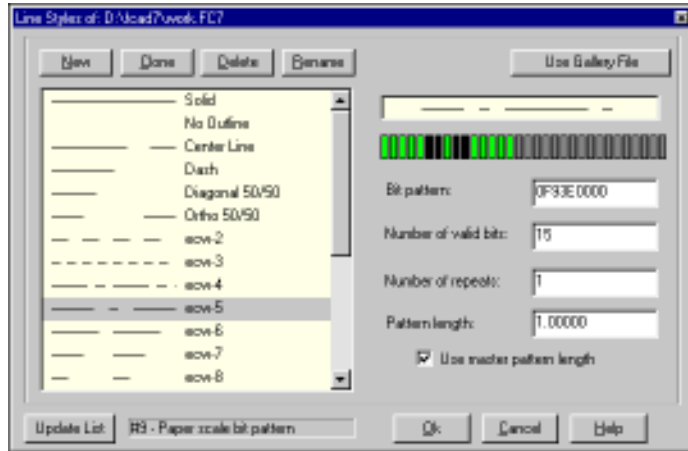 Line Styles of: D:\fcad7\work.FC7
New Clone Delete Rename
Use Gallery File
Solid
No Outline
Center Line
Dash
Diagonal 50/50
Ortho 50/50
ecw-2
ecw-3
ecw-4
ecw-5
ecw-6
ecw-7
ecw-8
Bit pattern: 0F93E0000
Number of valid bits: 15
Number of repeats: 1
Pattern length: 1.00000
Use master pattern length
Update List #9 - Paper scale bit pattern
Ok Cancel Help